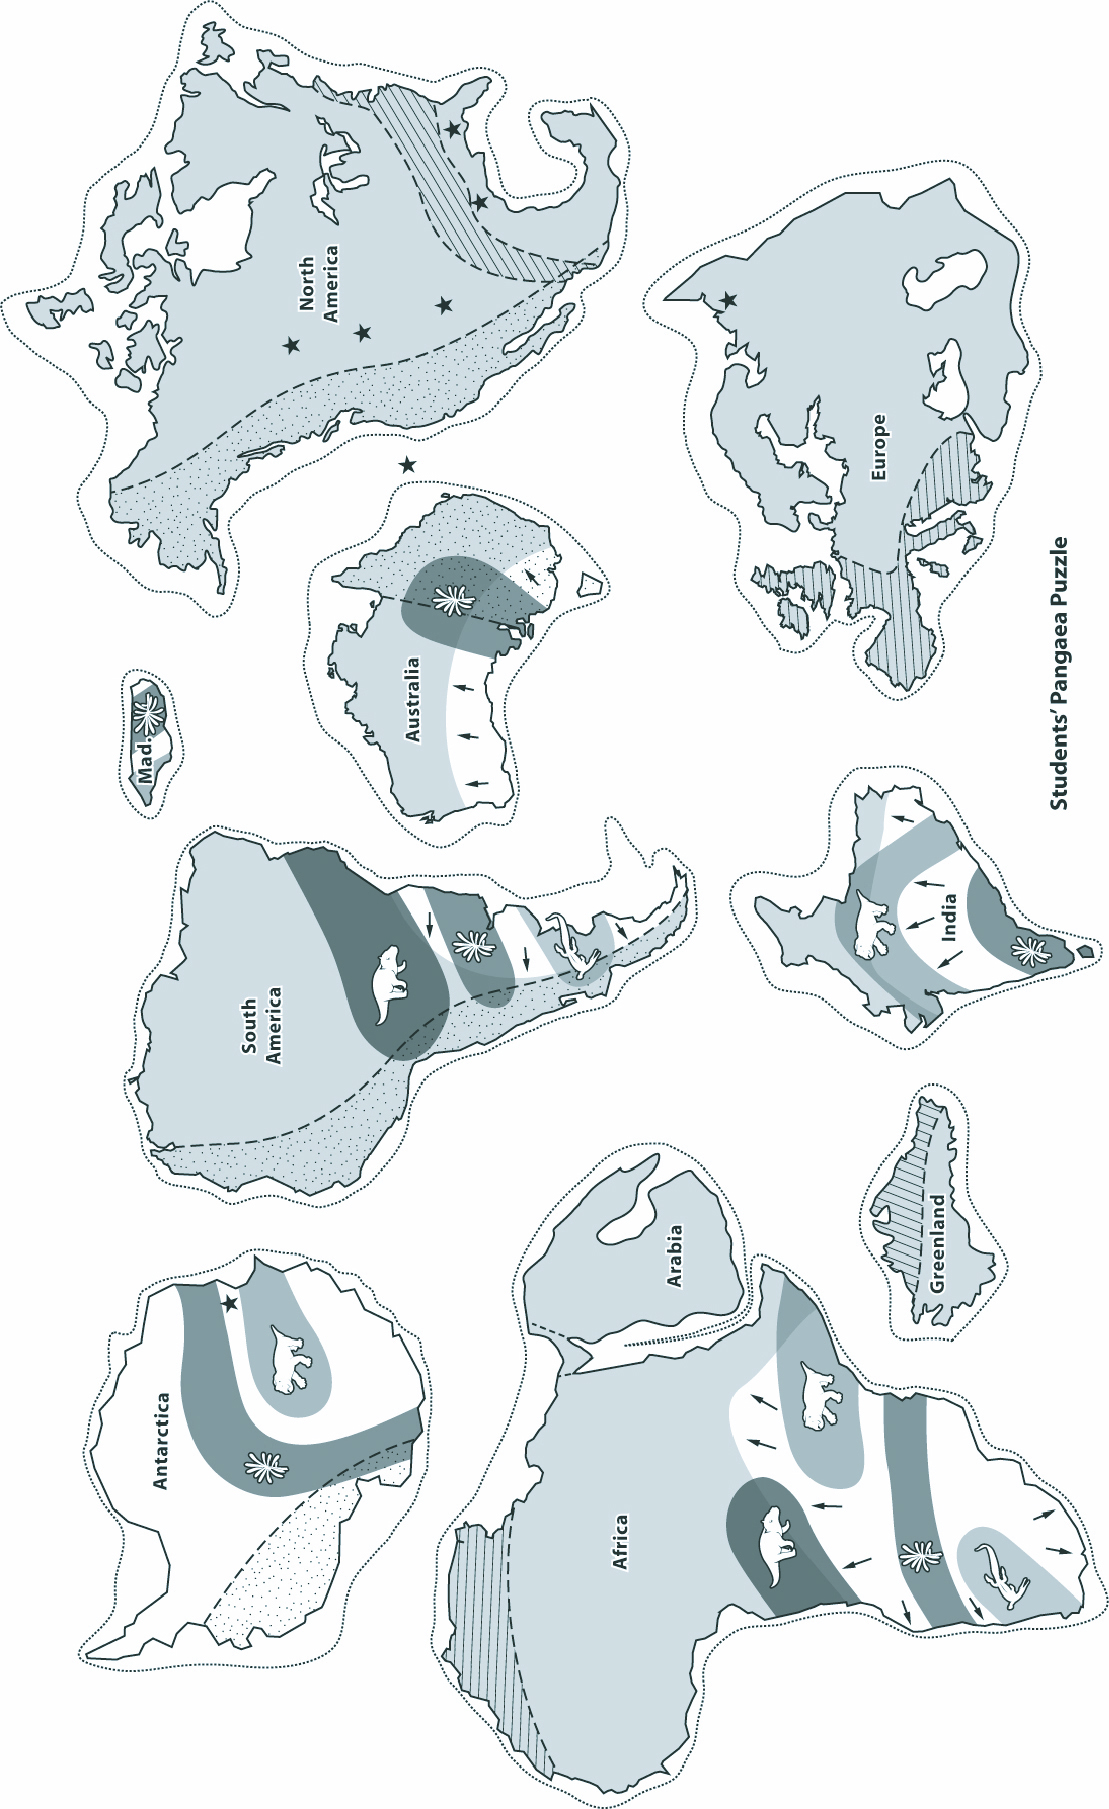 Mad.
North
America
Australia
South
America
Antarctica
Europe
India
Arabia
Africa
Greenland
Students’ Pangaea Puzzle